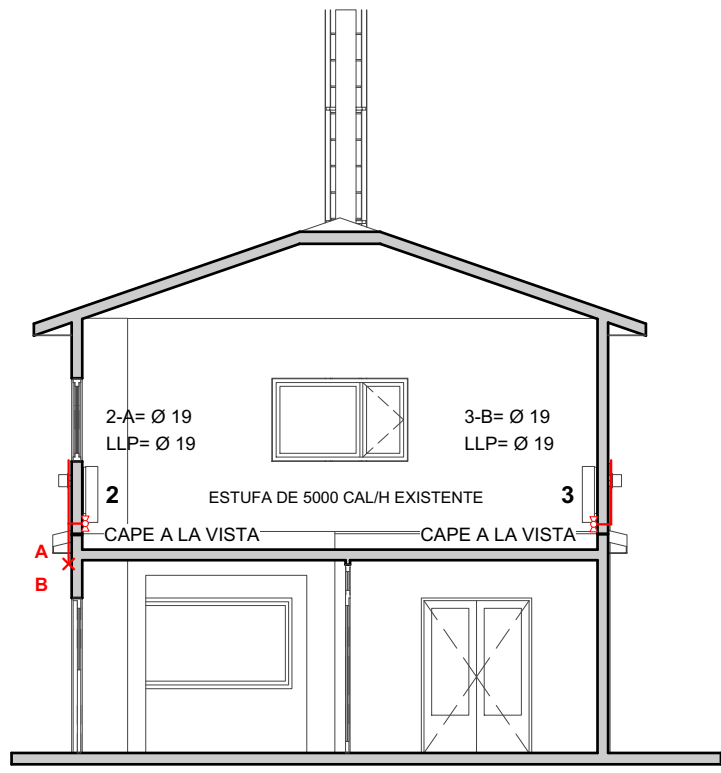 2-A= Ø 19
LLP= Ø 19
3-B= Ø 19
LLP= Ø 19
2
ESTUFA DE 5000 CAL/H EXISTENTE
3
CAPE A LA VISTA
CAPE A LA VISTA
A
B